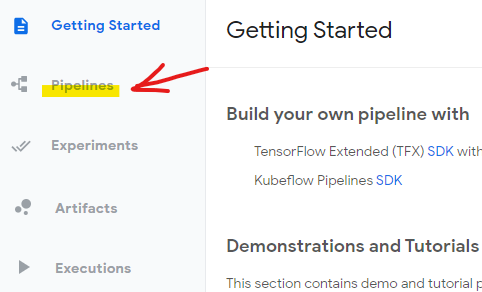 Getting Started
Pipelines
Experiments
Artifacts
Executions
Getting Started
Build your own pipeline with
TensorFlow Extended (TFX) SDK with
Kubeflow Pipelines SDK
Demonstrations and Tutorials
This section contains demo and tutorial p